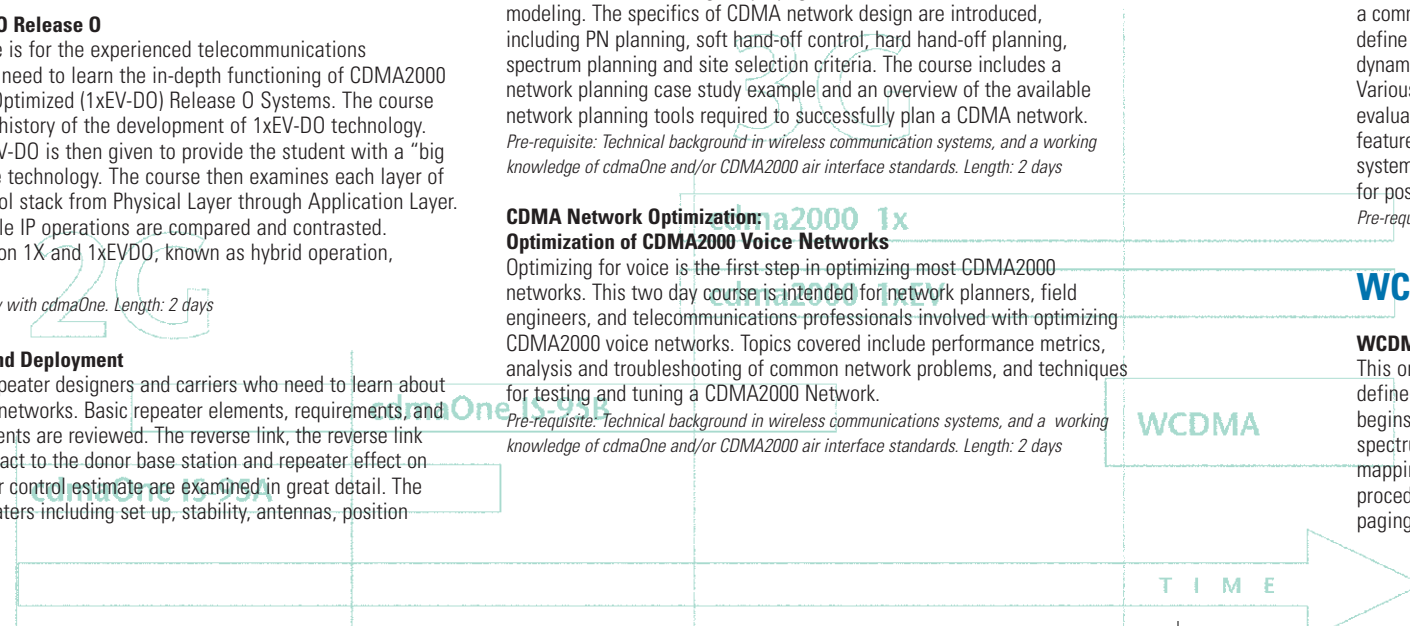 O Release O
e is for the experienced telecommunications
need to learn the in-depth functioning of CDMA2000
Optimized (1xEV-DO) Release O Systems. The course
history of the development of 1xEV-DO technology.
V-DO is then given to provide the student with a “big
e technology. The course then examines each layer of
ol stack from Physical Layer through Application Layer.
le IP operations are compared and contrasted.
on 1X and 1xEVDO, known as hybrid operation,
y with cdmaOne. Length: 2 days
2G
nd Deployment
peater designers and carriers who need to learn about
networks. Basic repeater elements, requirements, and
ents are reviewed. The reverse link, the reverse link
act to the donor base station and repeater effect on
r control estimate are examined in great detail. The
aters including set up, stability, antennas, position
cdmaOne IS-95A
modeling. The specifics of CDMA network design are introduced,
including PN planning, soft hand-off control, hard hand-off planning,
spectrum planning and site selection criteria. The course includes a
network planning case study example and an overview of the available
network planning tools required to successfully plan a CDMA network.
Pre-requisite: Technical background in wireless communication systems, and a working
knowledge of cdmaOne and/or CDMA2000 air interface standards. Length: 2 days
3G
CDMA Network Optimization:
Optimization of CDMA2000 Voice Networks
Optimizing for voice is the first step in optimizing most CDMA2000
networks. This two day course is intended for network planners, field
engineers, and telecommunications professionals involved with optimizing
CDMA2000 voice networks. Topics covered include performance metrics,
analysis and troubleshooting of common network problems, and techniques
for testing and tuning a CDMA2000 Network.
Pre-requisite: Technical background in wireless communications systems, and a working
knowledge of cdmaOne and/or CDMA2000 air interface standards. Length: 2 days
cdma2000 1x
cdma2000 1xEV
cdmaOne IS-95B
WCDMA
TIME
a comm
define
dynam
Various
evalua
feature
system
for pos
Pre-requ
WC
WCDM
This on
define
begins
spectru
mappin
proced
paging